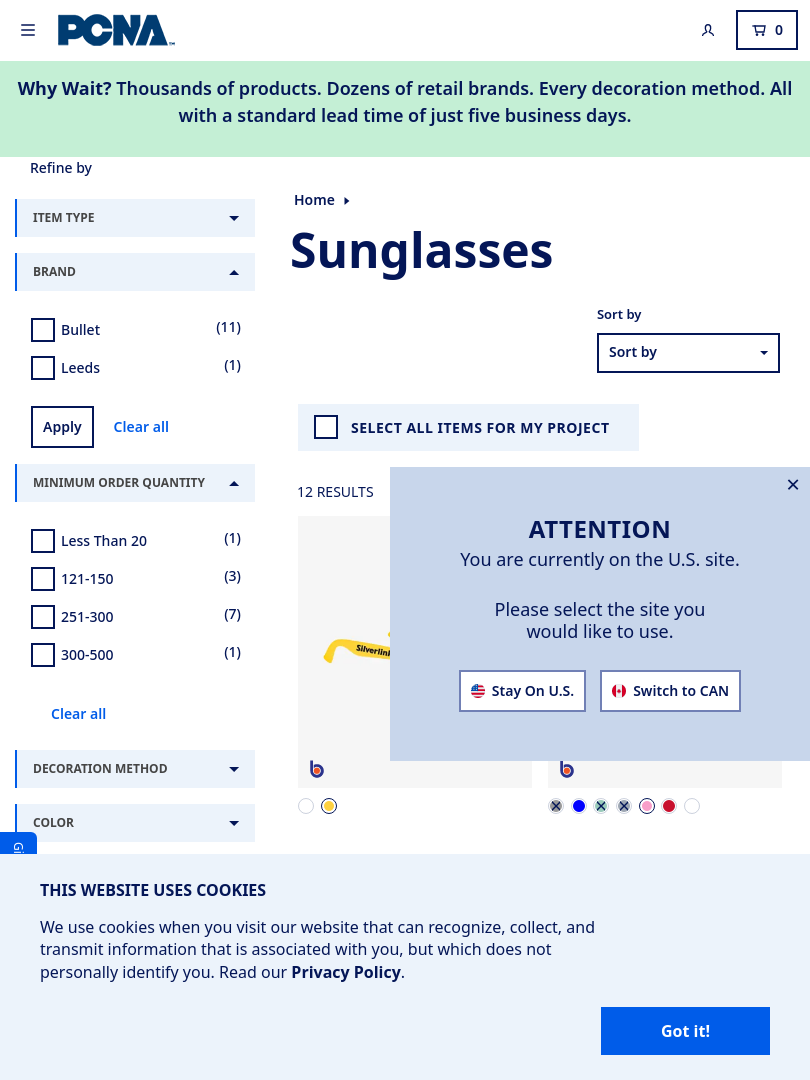 PCNA
0
Why Wait? Thousands of products. Dozens of retail brands. Every decoration method. All
with a standard lead time of just five business days.
Refine by
ITEM TYPE
BRAND
Bullet (11)
Leeds (1)
Apply Clear all
MINIMUM ORDER QUANTITY
Less Than 20 (1)
121-150 (3)
251-300 (7)
300-500 (1)
Clear all
DECORATION METHOD
COLOR
Home
Sunglasses
Sort by
Sort by
SELECT ALL ITEMS FOR MY PROJECT
12 RESULTS
ATTENTION
You are currently on the U.S. site.
Please select the site you
would like to use.
Stay On U.S. Switch to CAN
b b
THIS WEBSITE USES COOKIES
We use cookies when you visit our website that can recognize, collect, and
transmit information that is associated with you, but which does not
personally identify you. Read our Privacy Policy.
Got it!